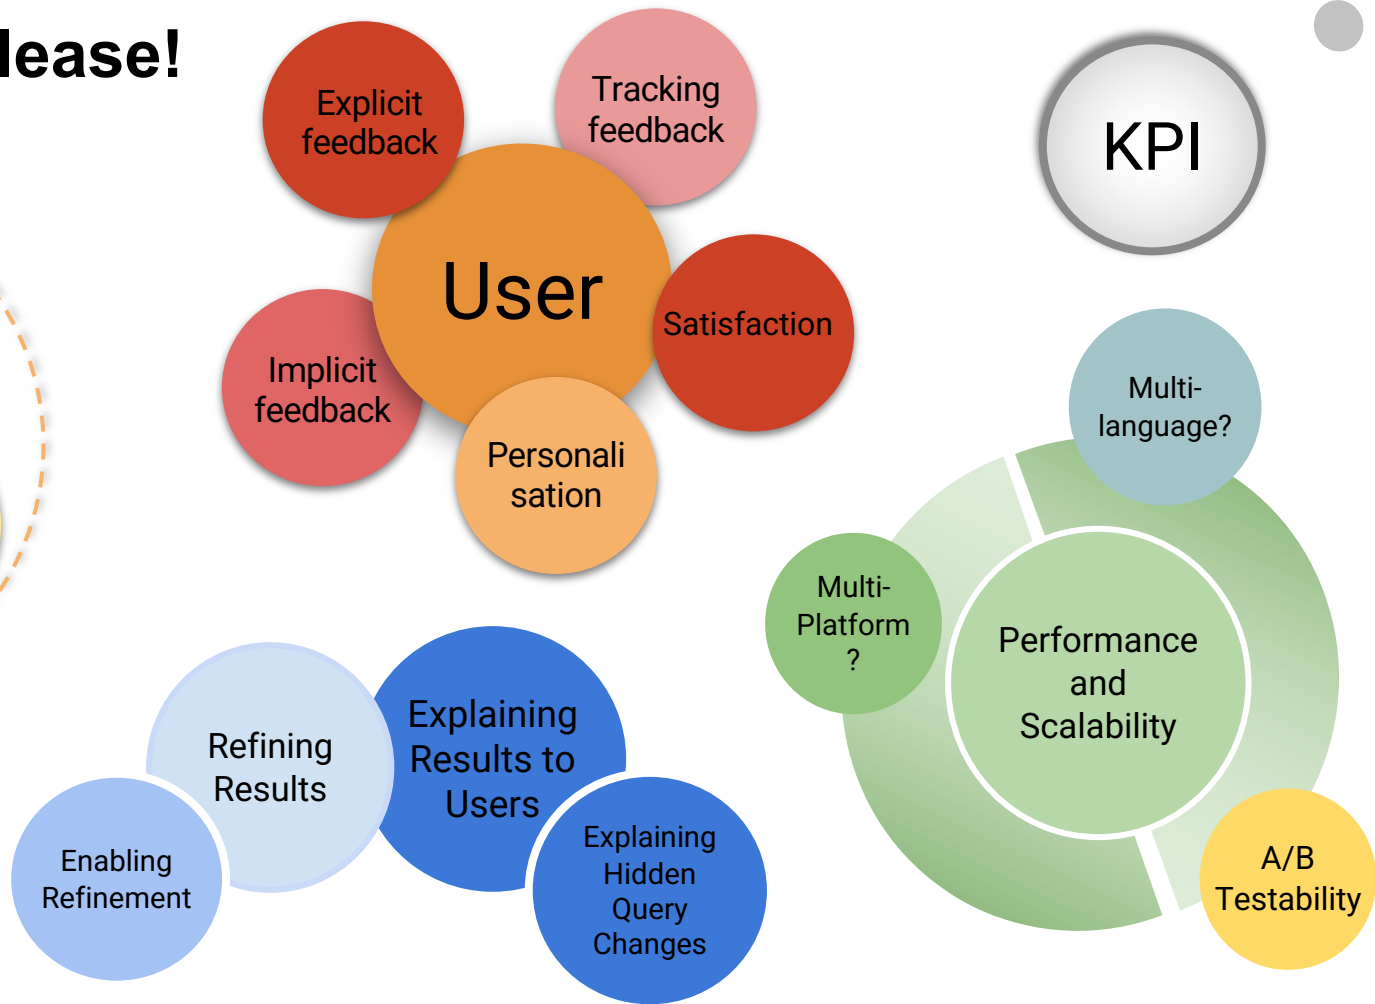 lease!
Explicit
feedback
Tracking
feedback
KPI
User
Satisfaction
Implicit
feedback
Personali
sation
Multi-
language?
Multi-
Platform
?
Performance
and
Scalability
A/B
Testability
Refining
Results
Explaining
Results to
Users
Enabling
Refinement
Explaining
Hidden
Query
Changes